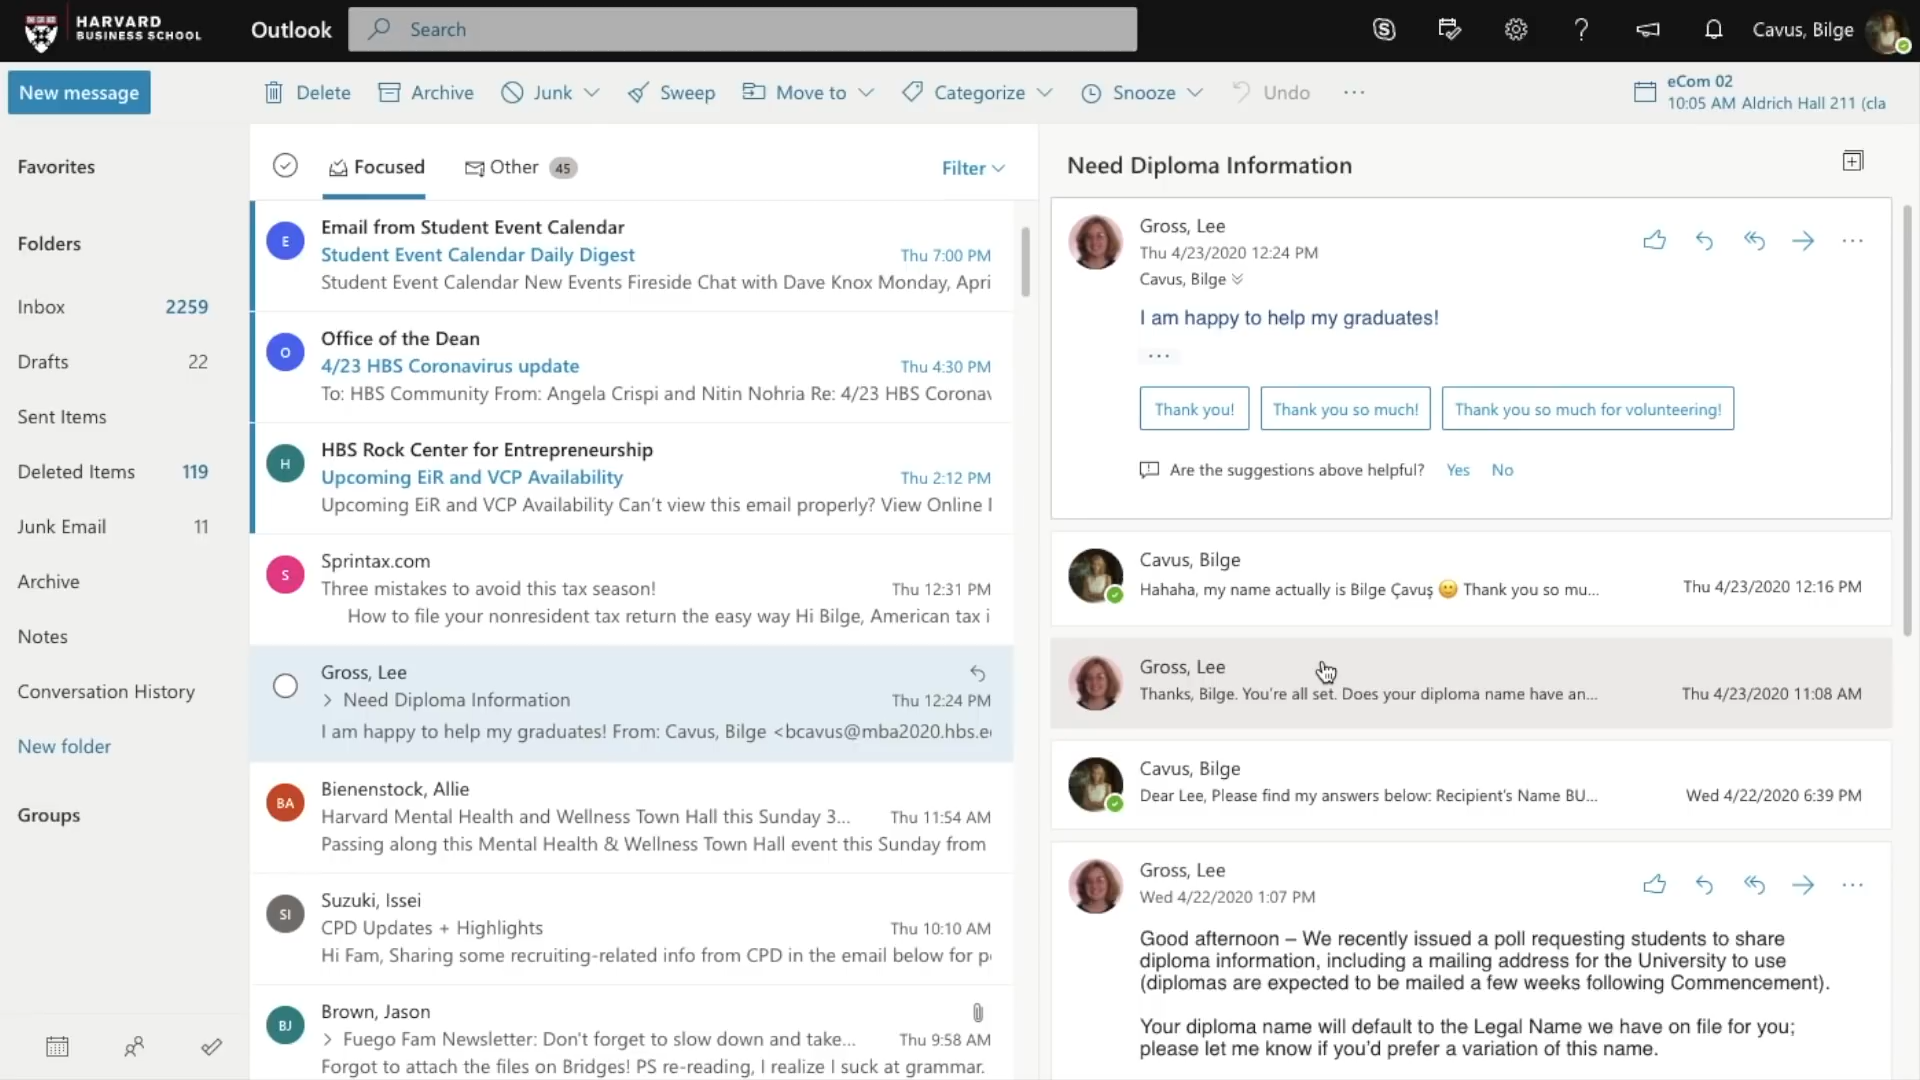 HARVARD
BUSINESS SCHOOL
Outlook
Search
Cavus, Bilge
New message
Delete
Archive
Junk
Sweep
Move to
Categorize
Snooze
Undo
eCom 02
10:05 AM Aldrich Hall 211 (cla
Favorites
Folders
Inbox 2259
Drafts 22
Sent Items
Deleted Items 119
Junk Email 11
Archive
Notes
Conversation History
New folder
Groups
Focused
Other 45
Filter
E
Email from Student Event Calendar
Student Event Calendar Daily Digest Thu 7:00 PM
Student Event Calendar New Events Fireside Chat with Dave Knox Monday, Apri
O
Office of the Dean
4/23 HBS Coronavirus update Thu 4:30 PM
To: HBS Community From: Angela Crispi and Nitin Nohria Re: 4/23 HBS Coronav
H
HBS Rock Center for Entrepreneurship
Upcoming EiR and VCP Availability Thu 2:12 PM
Upcoming EiR and VCP Availability Can't view this email properly? View Online
S
Sprintax.com
Three mistakes to avoid this tax season! Thu 12:31 PM
How to file your nonresident tax return the easy way Hi Bilge, American tax i
Gross, Lee
> Need Diploma Information Thu 12:24 PM
I am happy to help my graduates! From: Cavus, Bilge <bcavus@mba2020.hbs.e
BA
Bienenstock, Allie
Harvard Mental Health and Wellness Town Hall this Sunday 3... Thu 11:54 AM
Passing along this Mental Health & Wellness Town Hall event this Sunday from
SI
Suzuki, Issei
CPD Updates + Highlights Thu 10:10 AM
Hi Fam, Sharing some recruiting-related info from CPD in the email below for p
BJ
Brown, Jason
> Fuego Fam Newsletter: Don't forget to slow down and take... Thu 9:58 AM
Forgot to attach the files on Bridges! PS re-reading, I realize I suck at grammar.
Need Diploma Information
Gross, Lee
Thu 4/23/2020 12:24 PM
Cavus, Bilge
I am happy to help my graduates!
...
Thank you!
Thank you so much!
Thank you so much for volunteering!
Are the suggestions above helpful? Yes No
Cavus, Bilge
Hahaha, my name actually is Bilge Çavuş 🙂 Thank you so mu... Thu 4/23/2020 12:16 PM
Gross, Lee
Thanks, Bilge. You're all set. Does your diploma name have an... Thu 4/23/2020 11:08 AM
Cavus, Bilge
Dear Lee, Please find my answers below: Recipient's Name BU... Wed 4/22/2020 6:39 PM
Gross, Lee
Wed 4/22/2020 1:07 PM
Good afternoon – We recently issued a poll requesting students to share
diploma information, including a mailing address for the University to use
(diplomas are expected to be mailed a few weeks following Commencement).
Your diploma name will default to the Legal Name we have on file for you;
please let me know if you'd prefer a variation of this name.